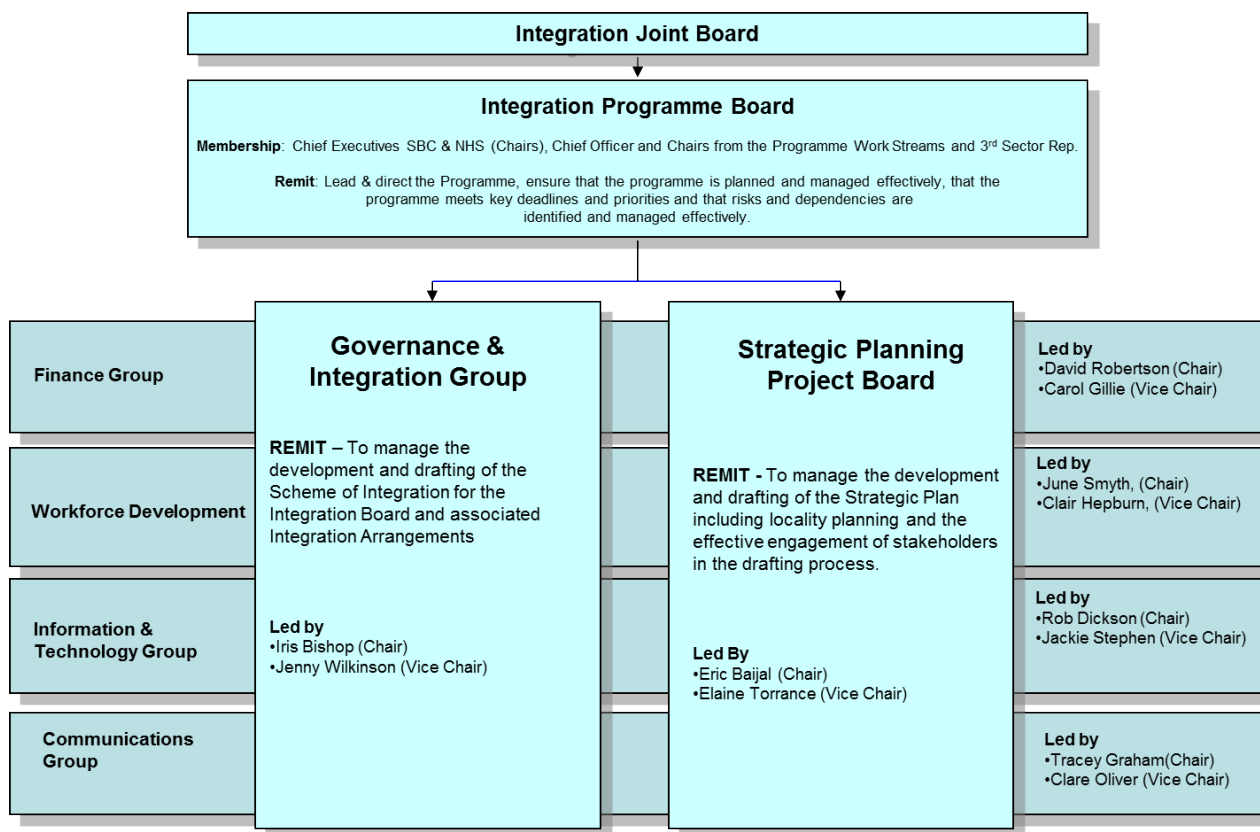 Integration Joint Board
Integration Programme Board
Membership: Chief Executives SBC & NHS (Chairs), Chief Officer and Chairs from the Programme Work Streams and 3rd Sector Rep.
Remit: Lead & direct the Programme, ensure that the programme is planned and managed effectively, that the
programme meets key deadlines and priorities and that risks and dependencies are
identified and managed effectively.
Governance &
Integration Group
REMIT – To manage the
development and drafting of the
Scheme of Integration for the
Integration Board and associated
Integration Arrangements
Led by
•Iris Bishop (Chair)
•Jenny Wilkinson (Vice Chair)
Strategic Planning
Project Board
REMIT - To manage the development
and drafting of the Strategic Plan
including locality planning and the
effective engagement of stakeholders
in the drafting process.
Led By
•Eric Baijal (Chair)
•Elaine Torrance (Vice Chair)
Finance Group
Led by
•David Robertson (Chair)
•Carol Gillie (Vice Chair)
Workforce Development
Led by
•June Smyth, (Chair)
•Clair Hepburn, (Vice Chair)
Information &
Technology Group
Led by
•Rob Dickson (Chair)
•Jackie Stephen (Vice Chair)
Communications
Group
Led by
•Tracey Graham(Chair)
•Clare Oliver (Vice Chair)